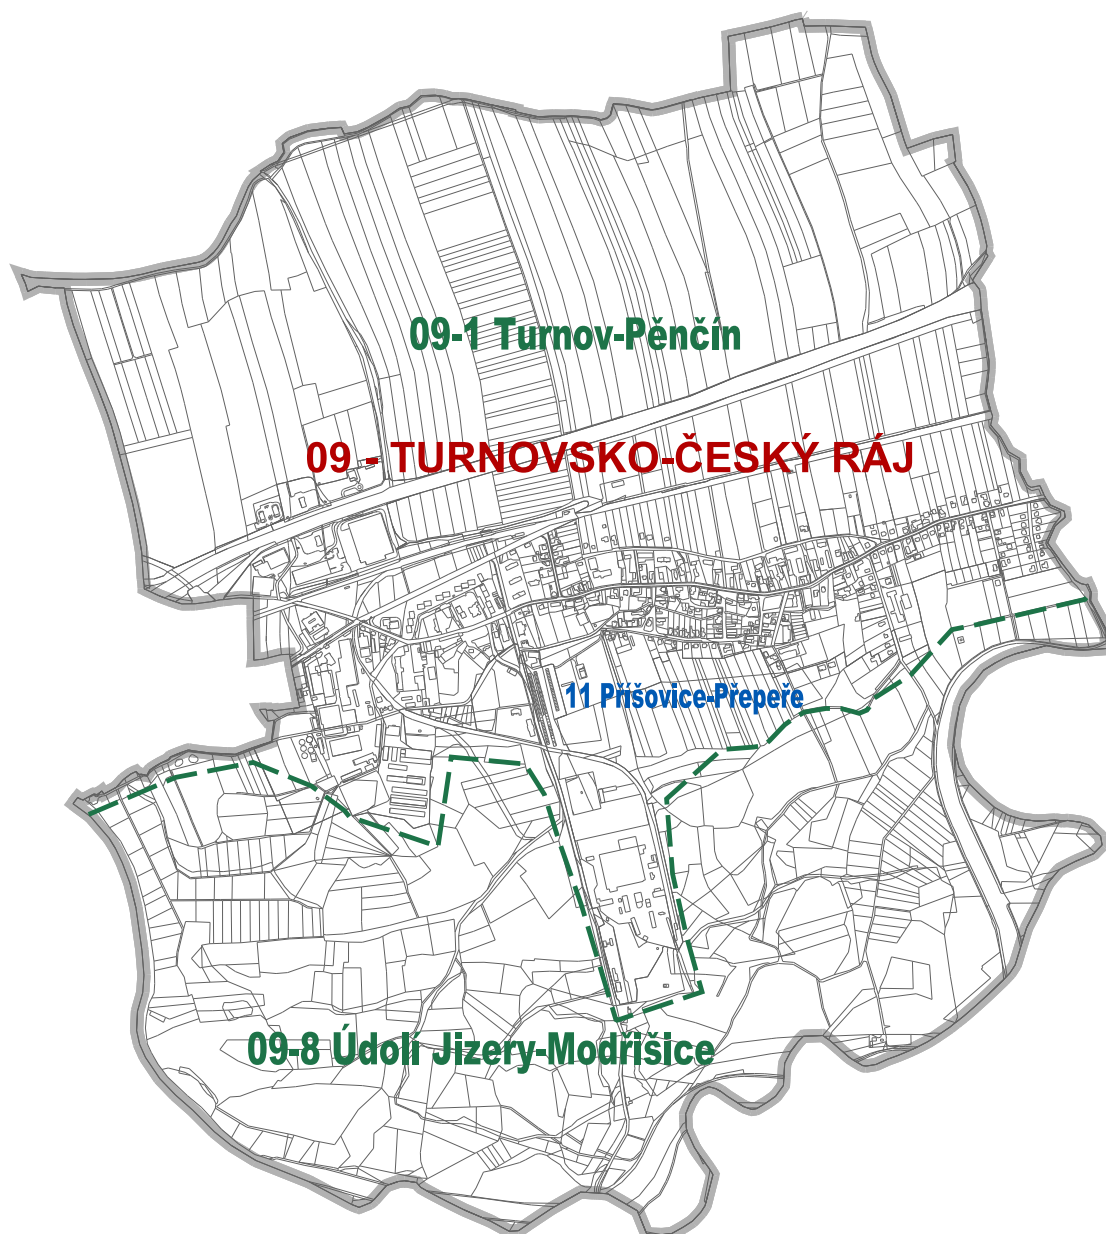 09-1 Turnov-Pěnčín
09 - TURNOVSKO-ČESKÝ RÁJ
11 Příšovice-Přepeře
09-8 Údolí Jizery-Modřišice